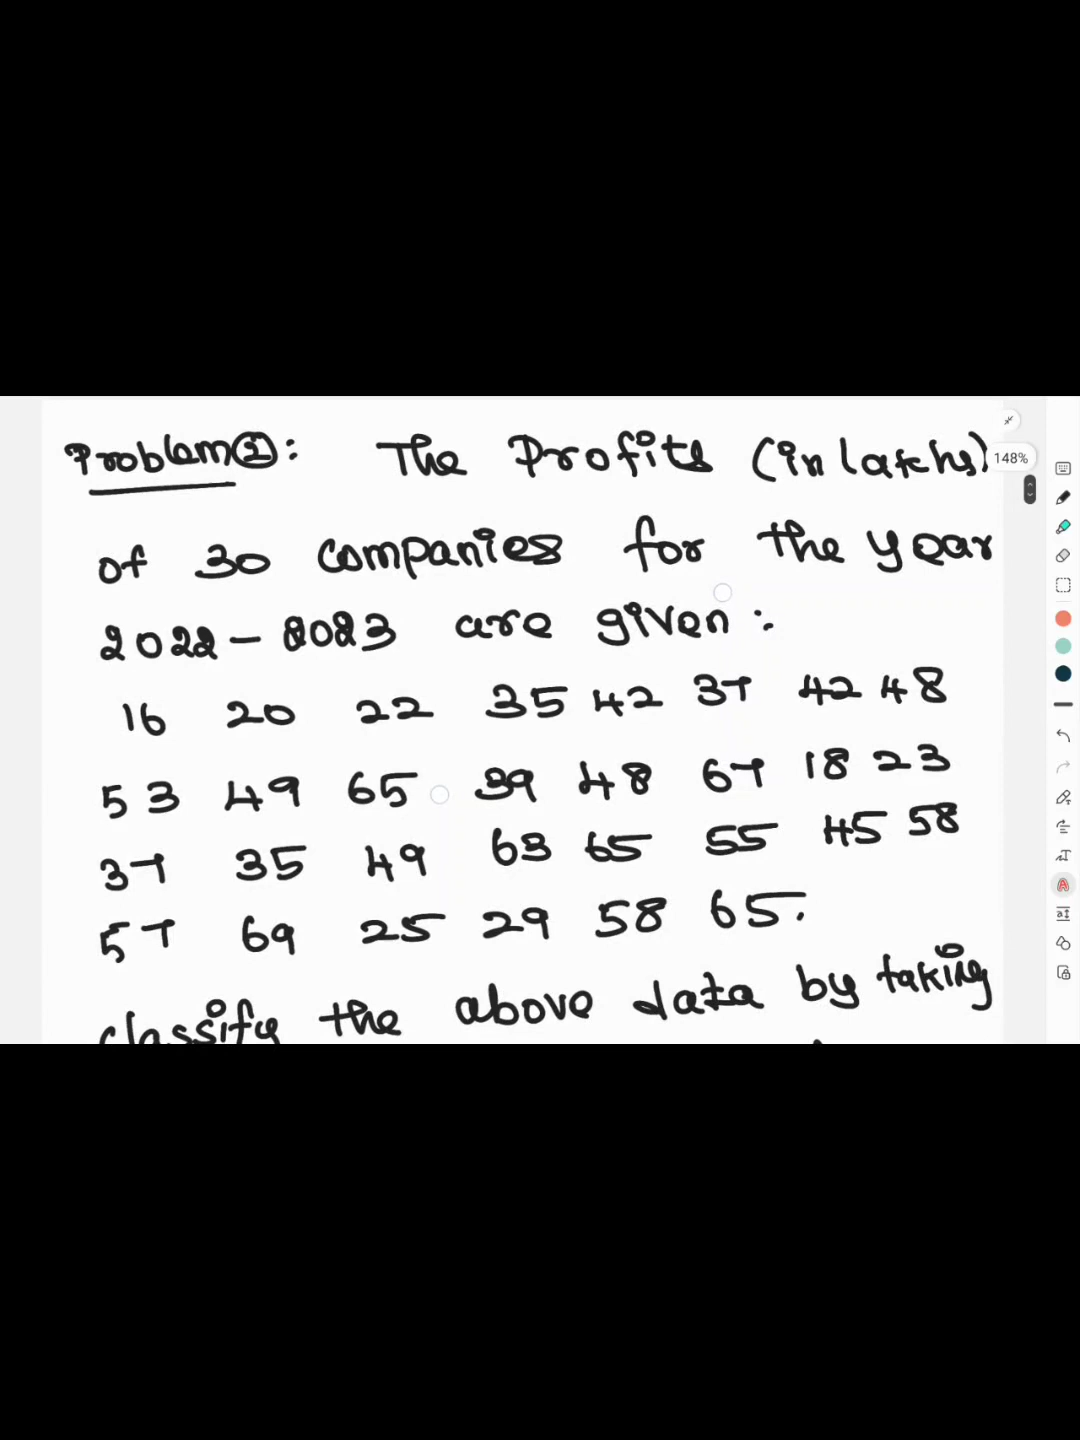 Problem②: The Profits (in lakhs)
148%
of 30 companies for the year
2022-2023 are given:
16 20 22 35 42 37 42 48
53 49 65 39 48 67 18 23
37 35 49 63 65 55 45 58
57 69 25 29 58 65.
classify the above data by taking